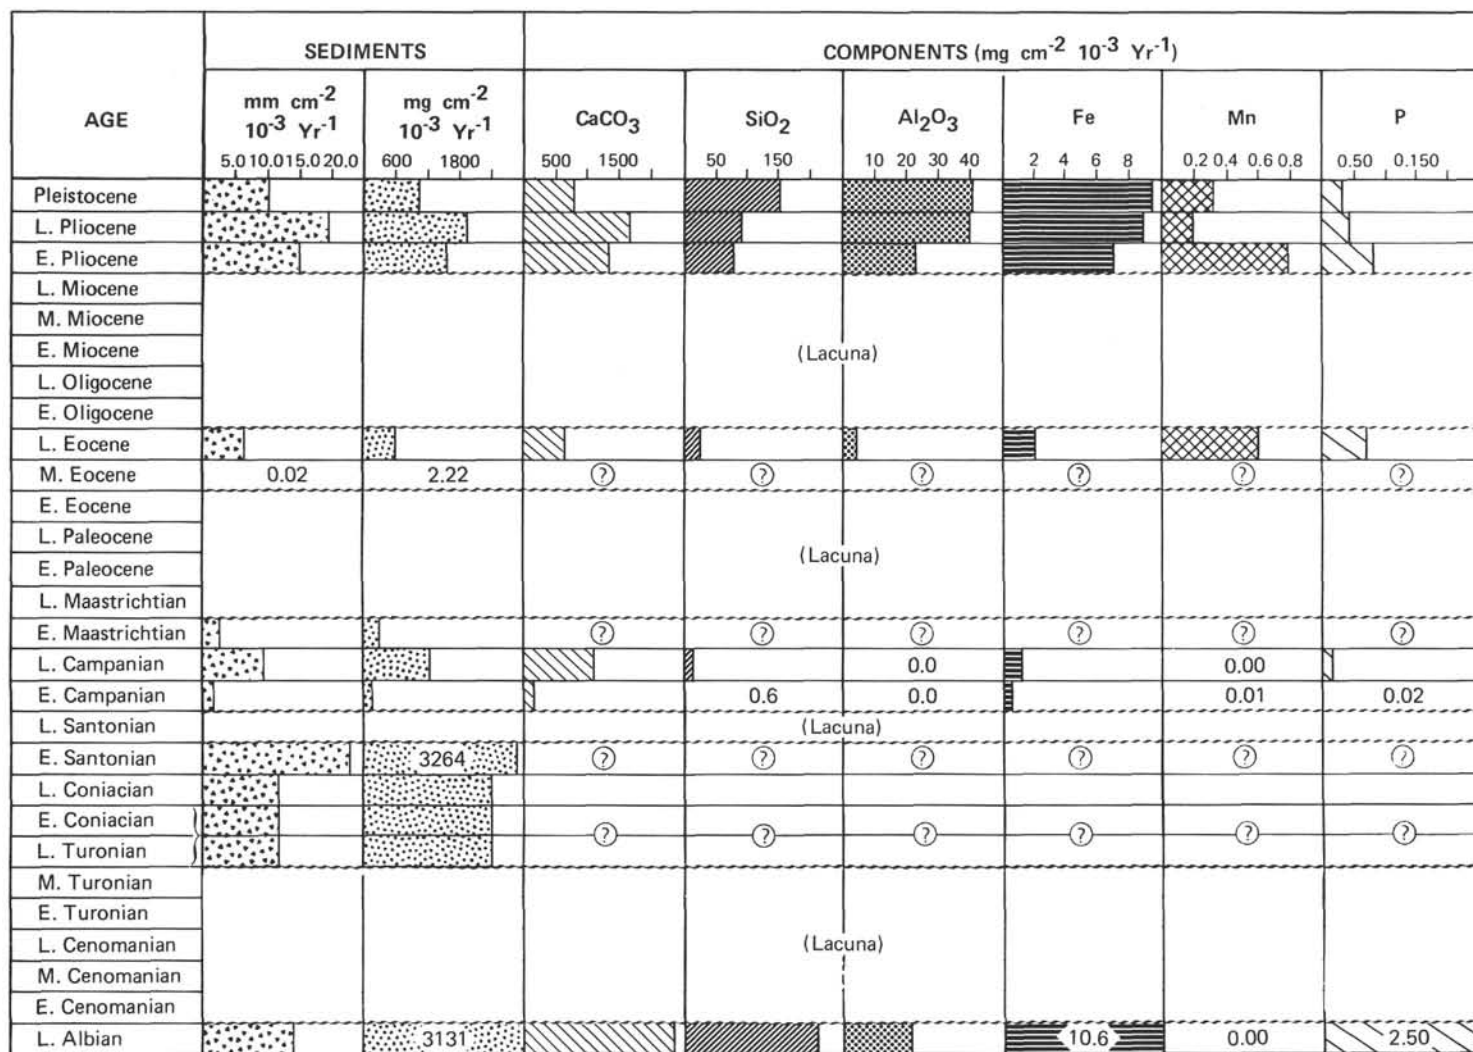 AGE SEDIMENTS COMPONENTS (mg cm-2 10-3 Yr-1)
mm cm-2 10-3 Yr-1 mg cm-2 10-3 Yr-1 CaCO3 SiO2 Al2O3 Fe Mn P
5.0 10.0 15.0 20.0 600 1800 500 1500 50 150 10 20 30 40 2 4 6 8 0.2 0.4 0.6 0.8 0.50 0.150
Pleistocene
L. Pliocene
E. Pliocene
L. Miocene
M. Miocene
E. Miocene (Lacuna)
L. Oligocene
E. Oligocene
L. Eocene
M. Eocene 0.02 2.22 ? ? ? ? ? ?
E. Eocene
L. Paleocene
(Lacuna)
E. Paleocene
L. Maastrichtian
E. Maastrichtian ? ? ? ? ? ?
L. Campanian 0.0 0.00
E. Campanian 0.6 0.0 0.01 0.02
L. Santonian (Lacuna)
E. Santonian 3264 ? ? ? ? ? ?
L. Coniacian
E. Coniacian
? ? ? ? ? ?
L. Turonian
M. Turonian
E. Turonian
L. Cenomanian (Lacuna)
M. Cenomanian
E. Cenomanian
L. Albian 3131 10.6 0.00 2.50